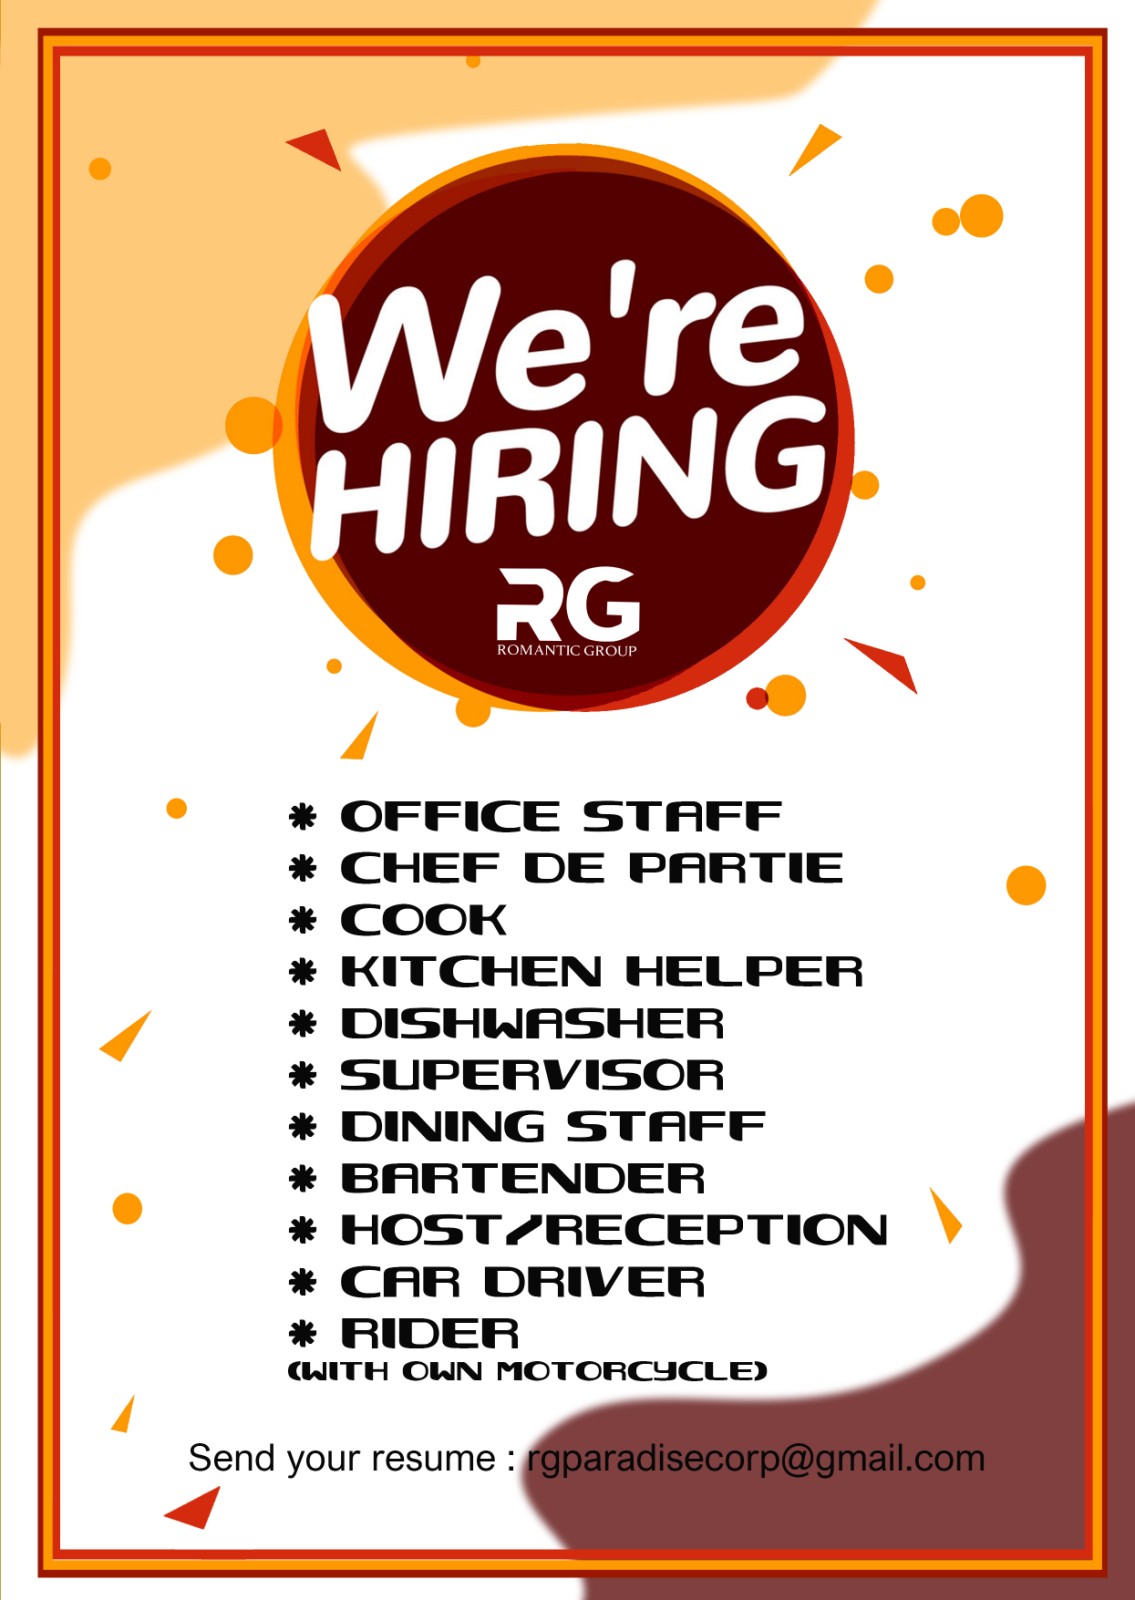 We're
HIRING
RG
ROMANTIC GROUP
* OFFICE STAFF
* CHEF DE PARTIE
* COOK
* KITCHEN HELPER
* DISHWASHER
* SUPERVISOR
* DINING STAFF
* BARTENDER
* HOST/RECEPTION
* CAR DRIVER
* RIDER
(WITH OWN MOTORCYCLE)
Send your resume : rgparadisecorp@gmail.com